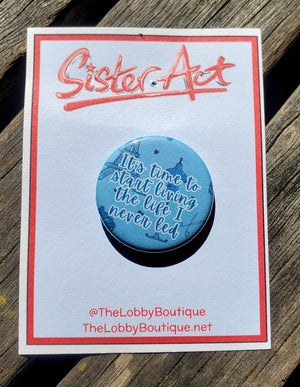 Sister Act
It's time to
start living
the life I
never led
@TheLobbyBoutique
TheLobbyBoutique.net